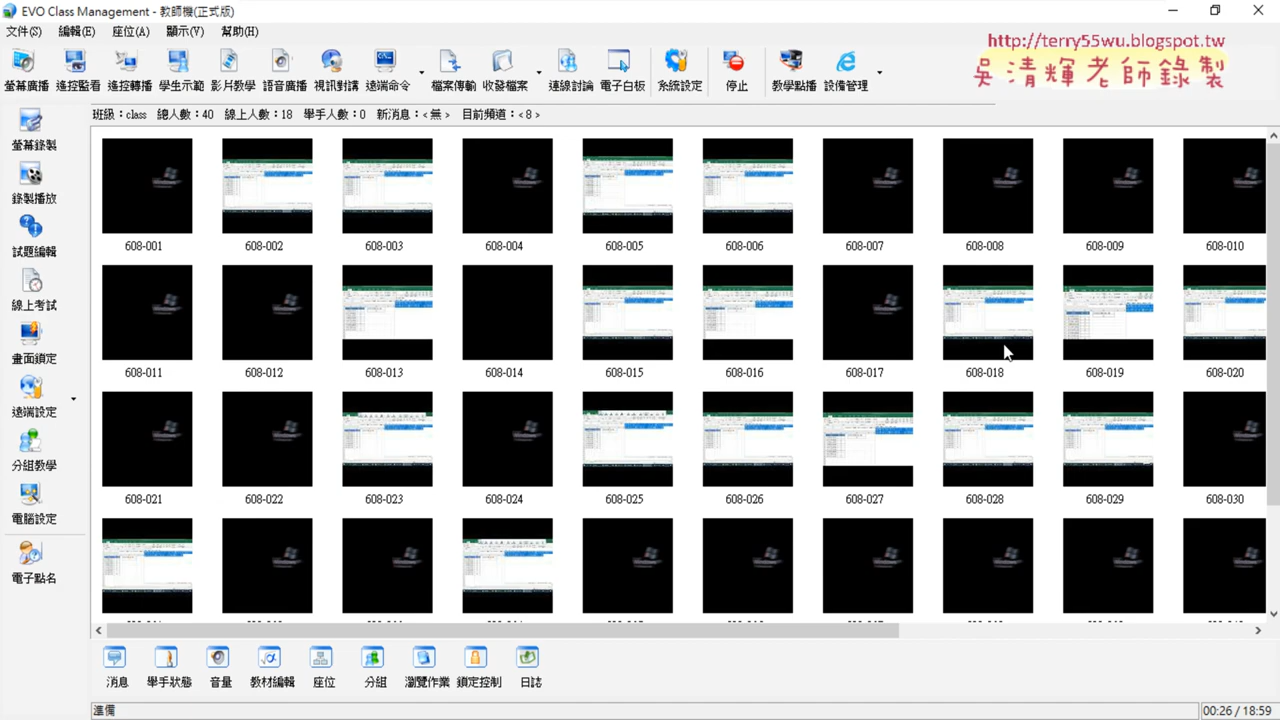 EVO Class Management - 教師機(正式版)
文件(S) 編輯(E) 座位(A) 顯示(V) 幫助(H)
http://terry55wu.blogspot.tw
吳清輝老師錄製
螢幕廣播 遙控監看 遙控轉播 學生示範 影片教學 語音廣播 視訊對講 遠端命令 檔案傳輸 收發檔案 連線討論 電子白板 系統設定 停止 教學點播 設備管理
班級：class 總人數：40 線上人數：18 舉手人數：0 新消息：< 無 > 目前頻道：< 8 >
螢幕錄製
錄製播放
試題編輯
線上考試
畫面鎖定
遠端設定
分組教學
電腦設定
電子點名
608-001 608-002 608-003 608-004 608-005 608-006 608-007 608-008 608-009 608-010
608-011 608-012 608-013 608-014 608-015 608-016 608-017 608-018 608-019 608-020
608-021 608-022 608-023 608-024 608-025 608-026 608-027 608-028 608-029 608-030
消息 舉手狀態 音量 教材編輯 座位 分組 瀏覽作業 鎖定控制 日誌
準備
00:26 / 18:59